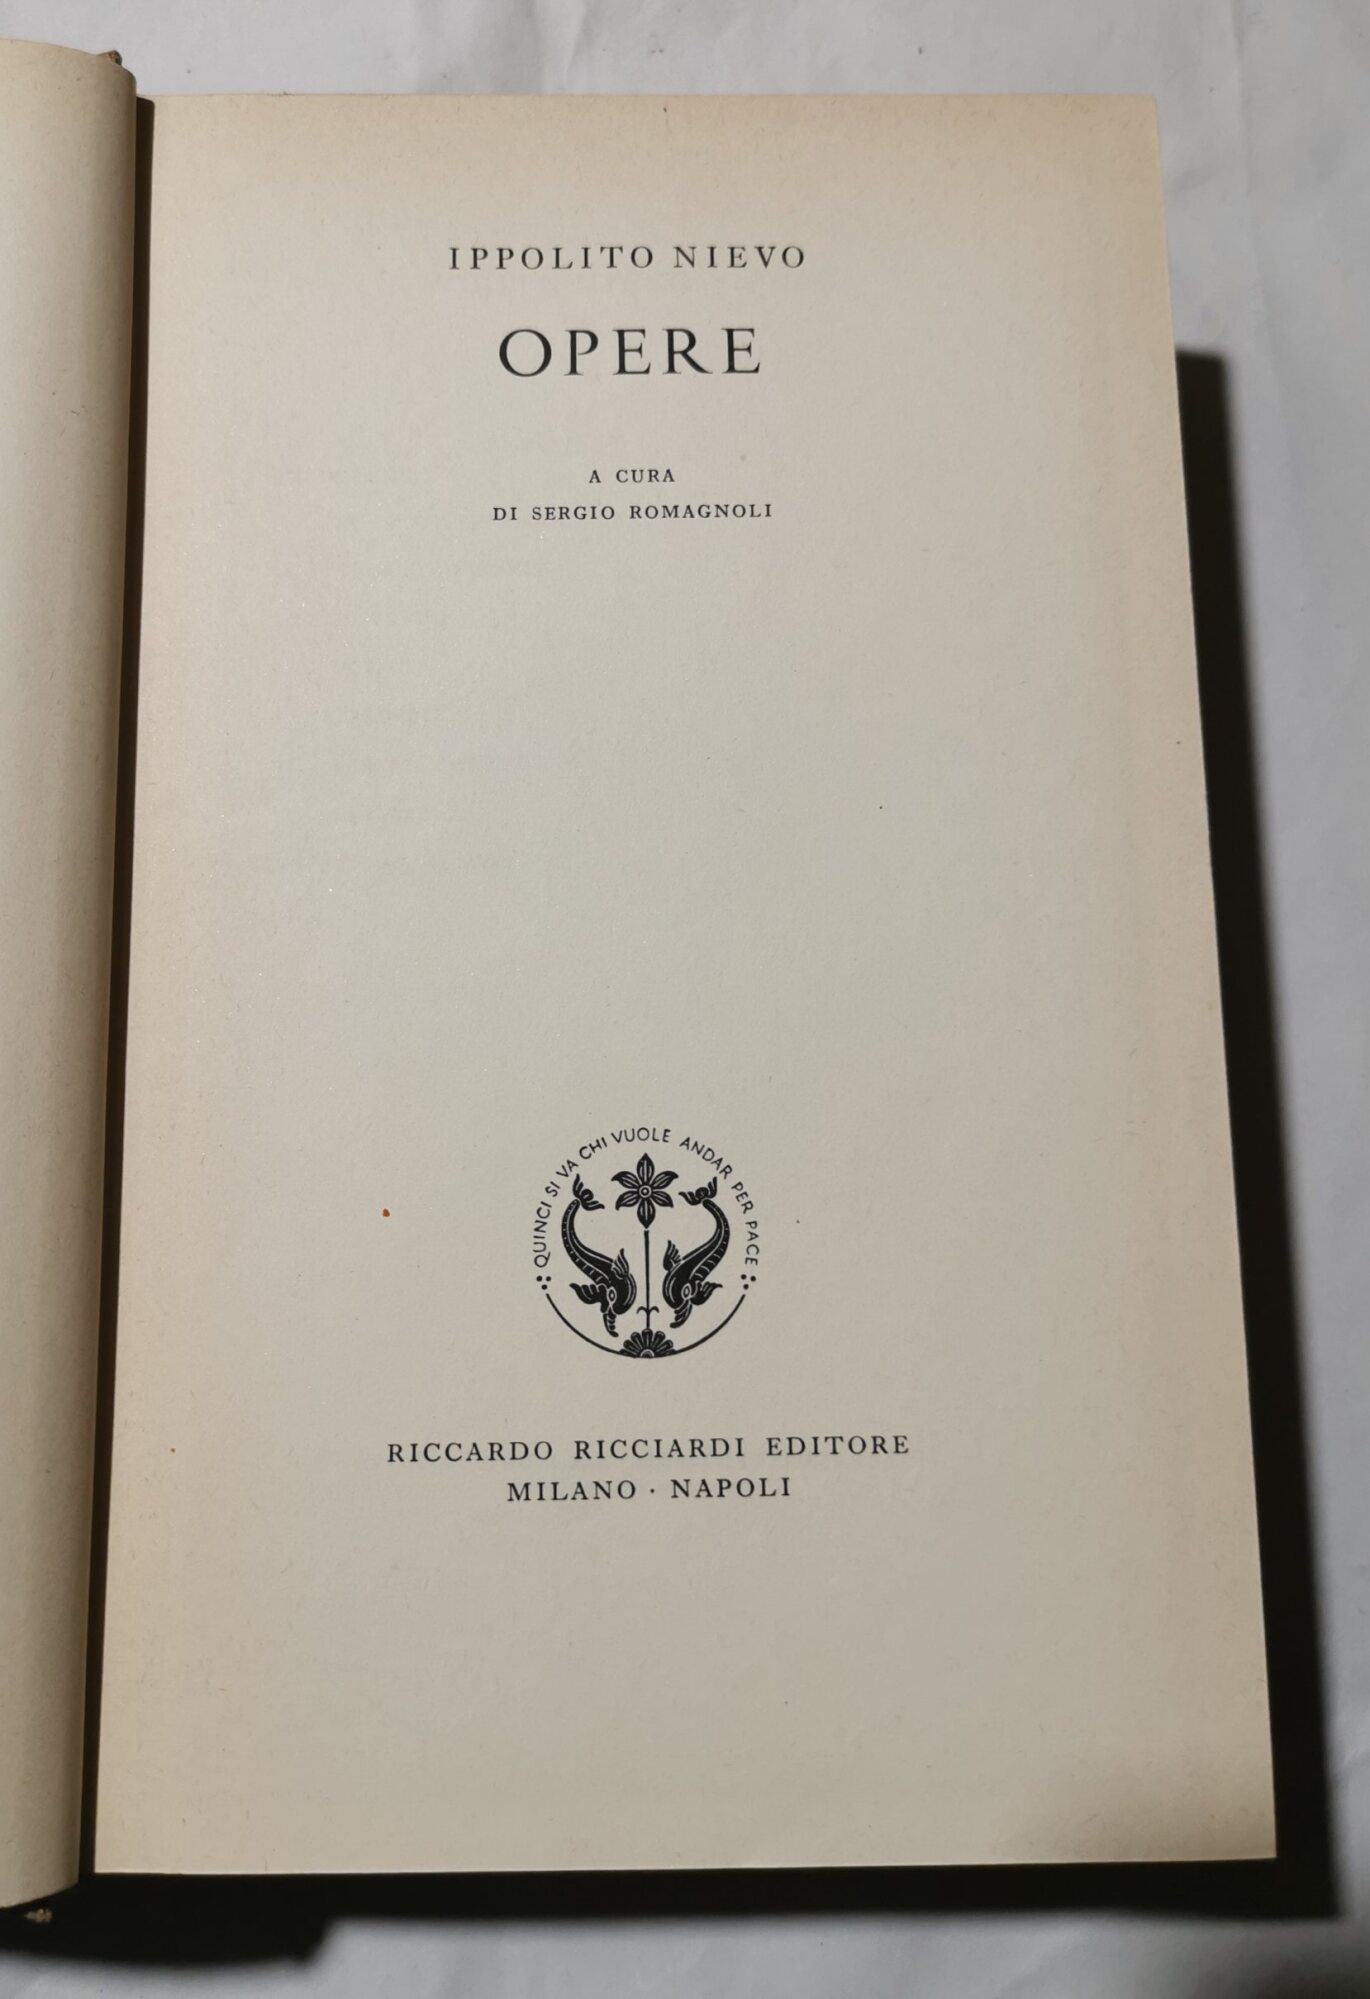 IPPOLITO NIEVO
OPERE
A CURA
DI SERGIO ROMAGNOLI
QUINCI SI VA CHI VUOLE ANDAR PER PACE
RICCARDO RICCIARDI EDITORE
MILANO · NAPOLI